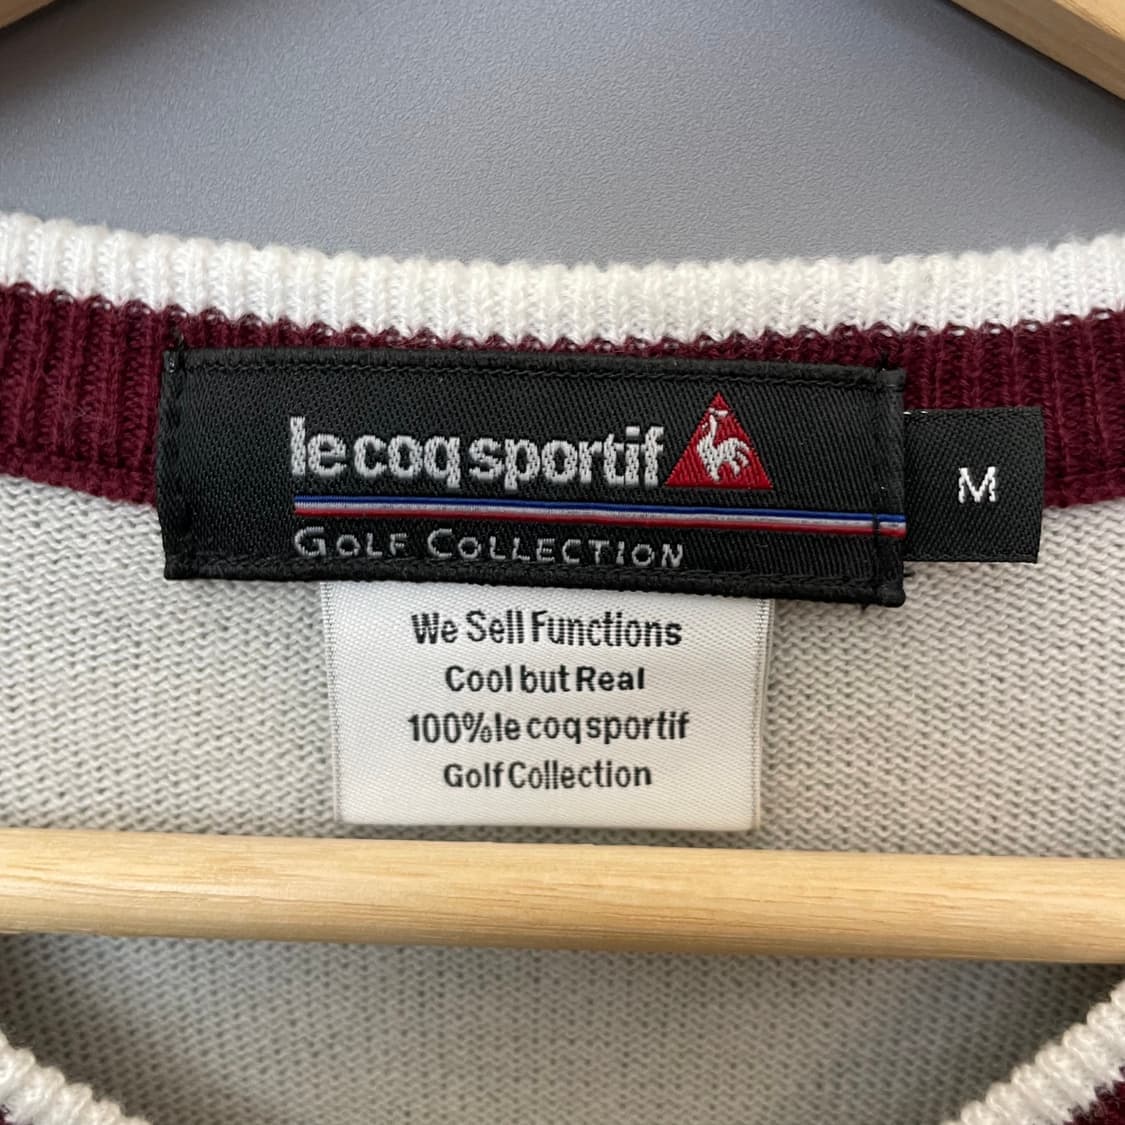 le coq sportif
GOLF COLLECTION
M
We Sell Functions
Cool but Real
100% le coq sportif
Golf Collection